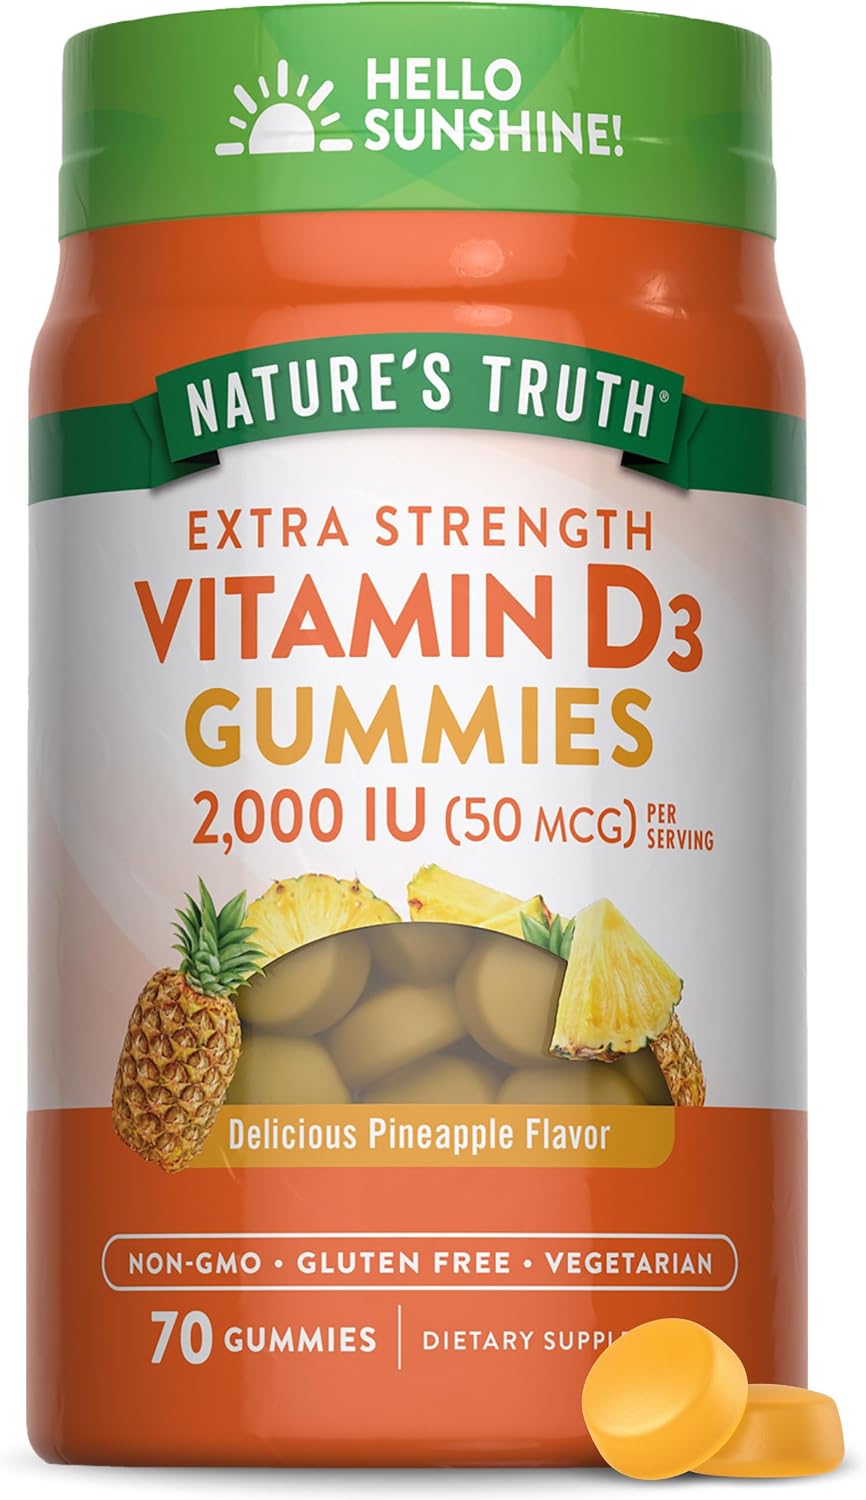 HELLO
SUNSHINE!
NATURE'S TRUTH®
EXTRA STRENGTH
VITAMIN D3
GUMMIES
2,000 IU (50 MCG) PER
SERVING
Delicious Pineapple Flavor
NON-GMO • GLUTEN FREE • VEGETARIAN
70 GUMMIES | DIETARY